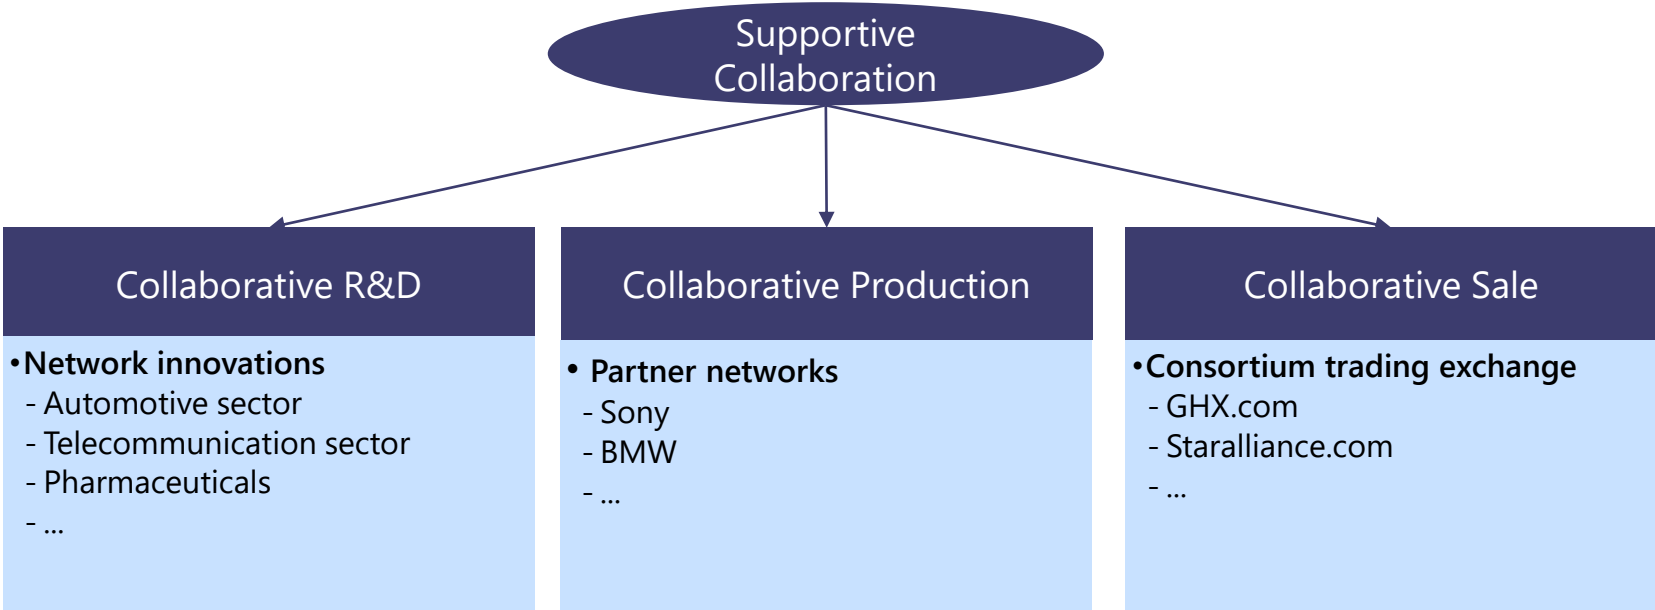 Supportive
Collaboration
Collaborative R&D
•Network innovations
- Automotive sector
- Telecommunication sector
- Pharmaceuticals
- ...
Collaborative Production
• Partner networks
- Sony
- BMW
- ...
Collaborative Sale
•Consortium trading exchange
- GHX.com
- Staralliance.com
- ...